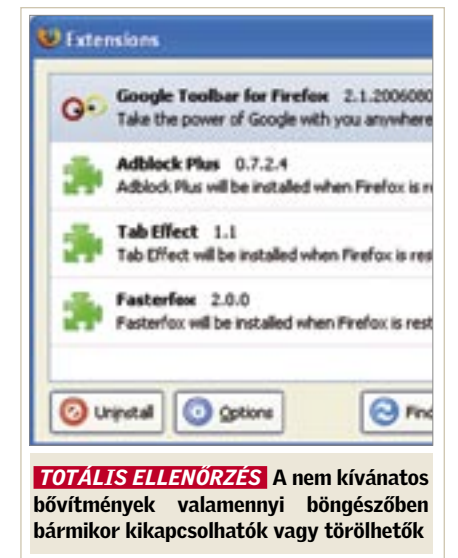 Extensions
Google Toolbar for Firefox 2.1.2006080
Take the power of Google with you anywhere
Adblock Plus 0.7.2.4
Adblock Plus will be installed when Firefox is re
Tab Effect 1.1
Tab Effect will be installed when Firefox is res
Fasterfox 2.0.0
Fasterfox will be installed when Firefox is rest
Uninstall Options Find
TOTÁLIS ELLENŐRZÉS A nem kívánatos
bővítmények valamennyi böngészőben
bármikor kikapcsolhatók vagy törölhetők